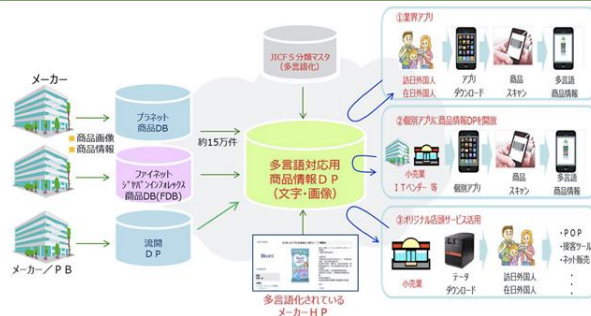 メーカー
商品画像
商品情報
メーカー／ＰＢ
プラネット
商品DB
ファイネット
ジャパンインフォレックス
商品DB(FDB)
流開
ＤＰ
約15万件
JICFS分類マスタ
(多言語化)
多言語対応用
商品情報ＤＰ
(文字・画像)
Bioré
多言語化されている
メーカーＨＰ
①業界アプリ
訪日外国人
在日外国人
アプリ
ダウンロード
商品
スキャン
多言語
商品情報
②個別アプリに商品情報DPを開放
小売業
ＩＴベンダー 等
個別アプリ
商品
スキャン
多言語
商品情報
③オリジナル店頭サービス活用
小売業
データ
ダウンロード
訪日外国人
在日外国人
・ＰＯＰ
・接客ツール
・ネット販売
・
・